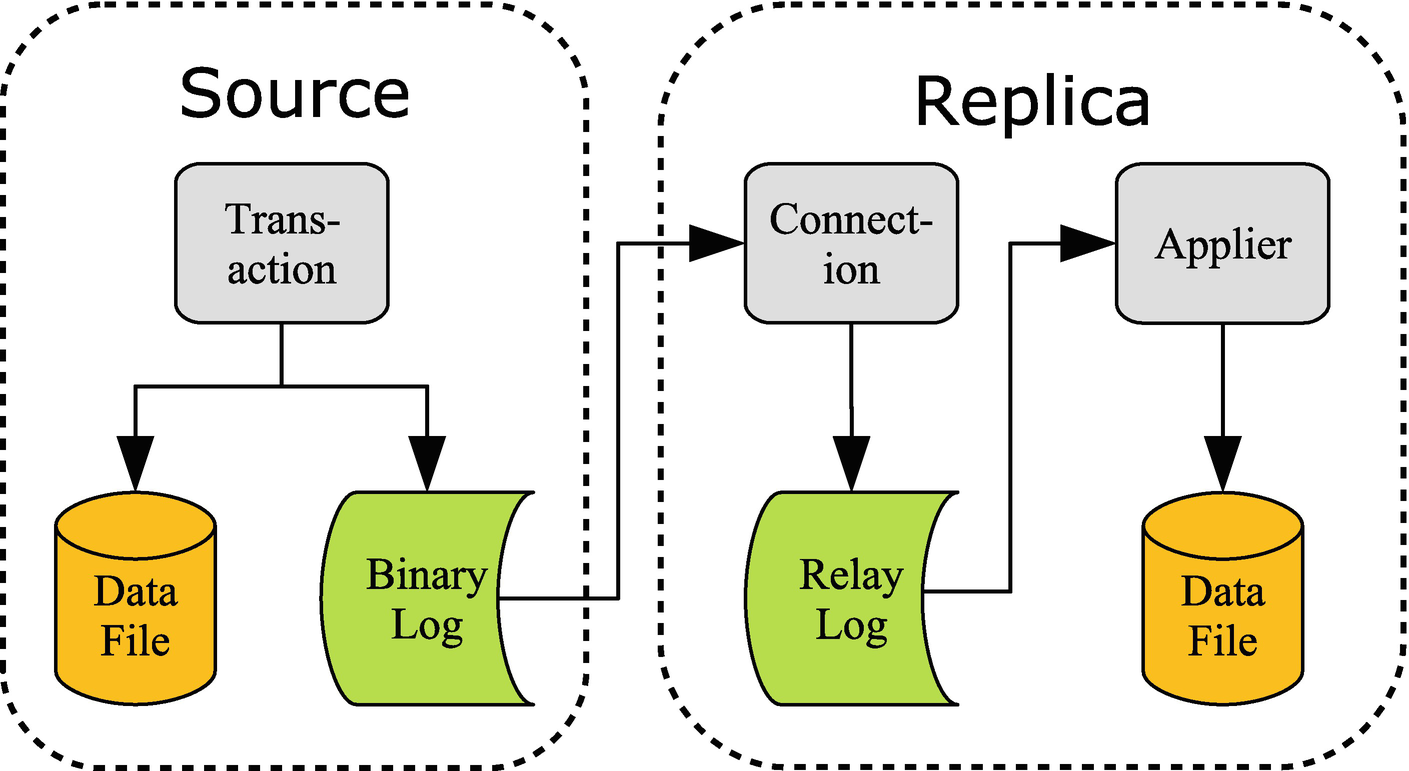 Source
Replica
Trans-
action
Connect-
ion
Applier
Data
File
Binary
Log
Relay
Log
Data
File